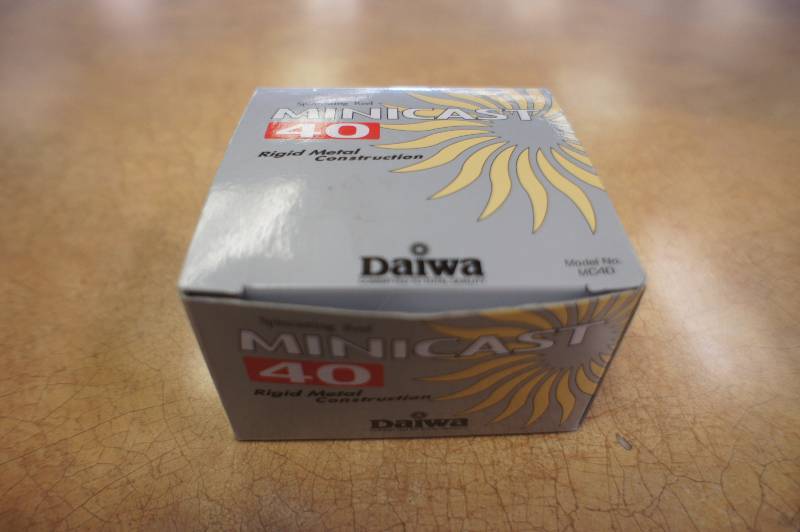 Spinning Reel
MINICAST
40
Rigid Metal
Construction
Daiwa
Model No.
MC40
Spinning Reel
MINICAST
40
Rigid Metal
Construction
Daiwa